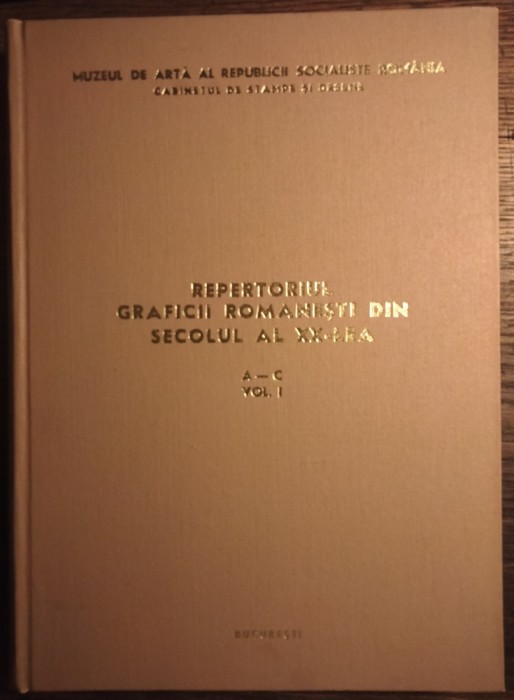 MUZEUL DE ARTĂ AL REPUBLICII SOCIALISTE ROMÂNIA
CABINETUL DE STAMPE ȘI DESENE
REPERTORIUL
GRAFICII ROMÂNEȘTI DIN
SECOLUL AL XX-LEA
A — C
VOL. I
BUCUREȘTI